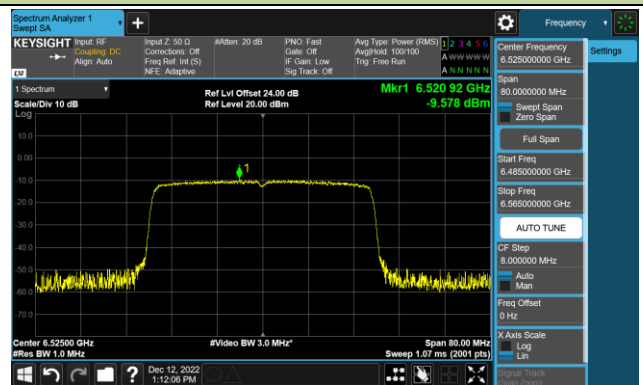 Spectrum Analyzer 1
Swept SA
Frequency
KEYSIGHT
Input: RF
Coupling: DC
Align: Auto
Input Z: 50 Ω
Corrections: Off
Freq Ref: Int (S)
NFE: Adaptive
#Atten: 20 dB
PNO: Fast
Gate: Off
IF Gain: Low
Sig Track: Off
Avg Type: Power (RMS)
Avg|Hold: 100/100
Trig: Free Run
1 2 3 4 5 6
A W W W W W
A N N N N N
LXI
1 Spectrum
Scale/Div 10 dB
Ref Lvl Offset 24.00 dB
Ref Level 20.00 dBm
Mkr1 6.520 92 GHz
-9.578 dBm
Log
10.0
0.00
-10.0
-20.0
-30.0
-40.0
-50.0
-60.0
-70.0
1
Center 6.52500 GHz
#Res BW 1.0 MHz
#Video BW 3.0 MHz*
Span 80.00 MHz
Sweep 1.07 ms (2001 pts)
Dec 12, 2022
1:12:06 PM
Center Frequency
6.525000000 GHz
Span
80.0000000 MHz
Swept Span
Zero Span
Full Span
Start Freq
6.485000000 GHz
Stop Freq
6.565000000 GHz
AUTO TUNE
CF Step
8.000000 MHz
Auto
Man
Freq Offset
0 Hz
X Axis Scale
Log
Lin
Signal Track
(Span Zoom)
Settings